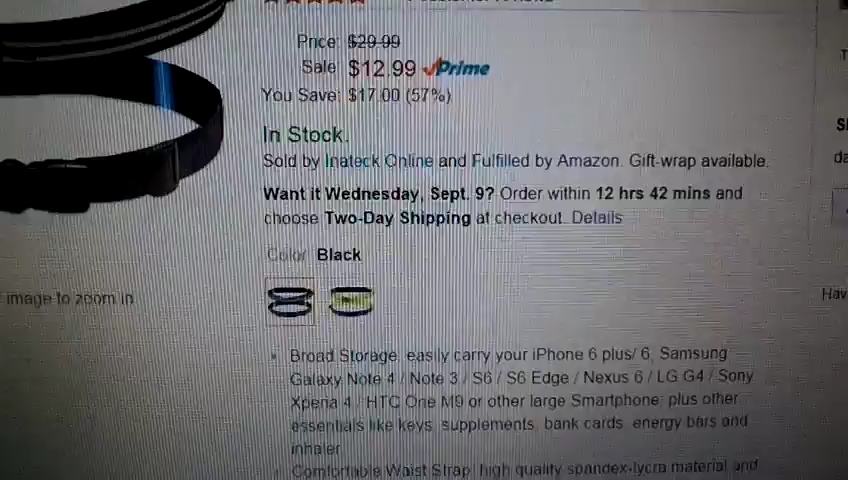 Price: $29.99
Sale: $12.99 Prime
You Save: $17.00 (57%)
In Stock.
Sold by Inateck Online and Fulfilled by Amazon. Gift-wrap available.
Want it Wednesday, Sept. 9? Order within 12 hrs 42 mins and
choose Two-Day Shipping at checkout. Details
Color: Black
image to zoom in
Hav
Broad Storage: easily carry your iPhone 6 plus/ 6, Samsung
Galaxy Note 4 / Note 3 / S6 / S6 Edge / Nexus 6 / LG G4 / Sony
Xperia 4 / HTC One M9 or other large Smartphone, plus other
essentials like keys, supplements, bank cards, energy bars and
inhaler
Comfortable Waist Strap: high quality spandex-lycra material and